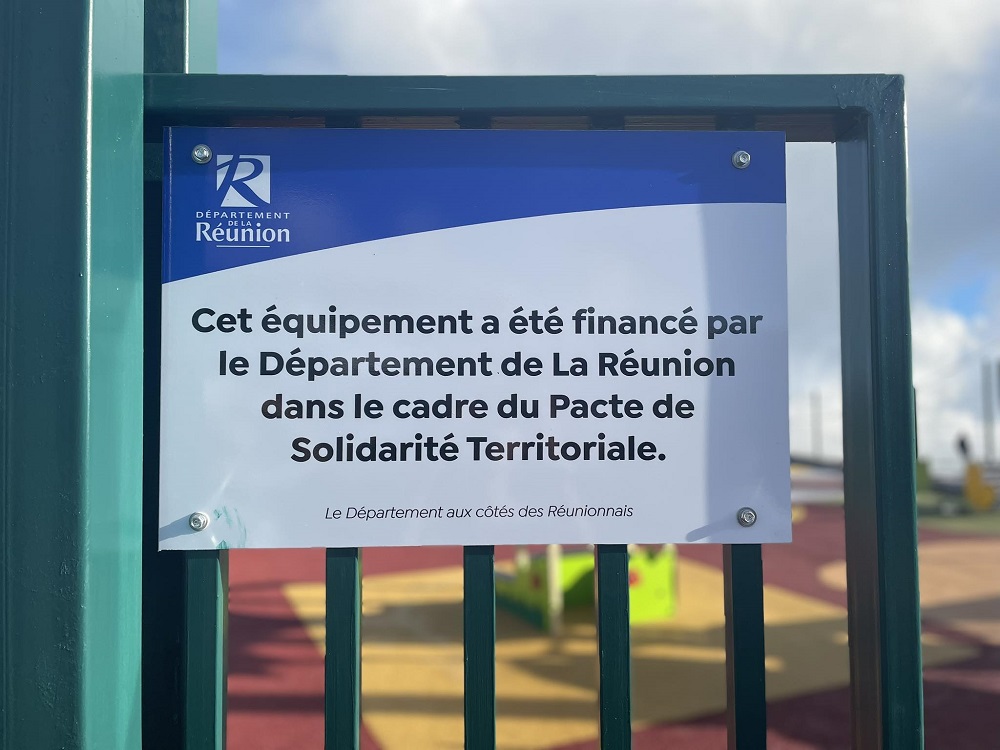 R
DÉPARTEMENT
DE LA
Réunion
Cet équipement a été financé par
le Département de La Réunion
dans le cadre du Pacte de
Solidarité Territoriale.
Le Département aux côtés des Réunionnais